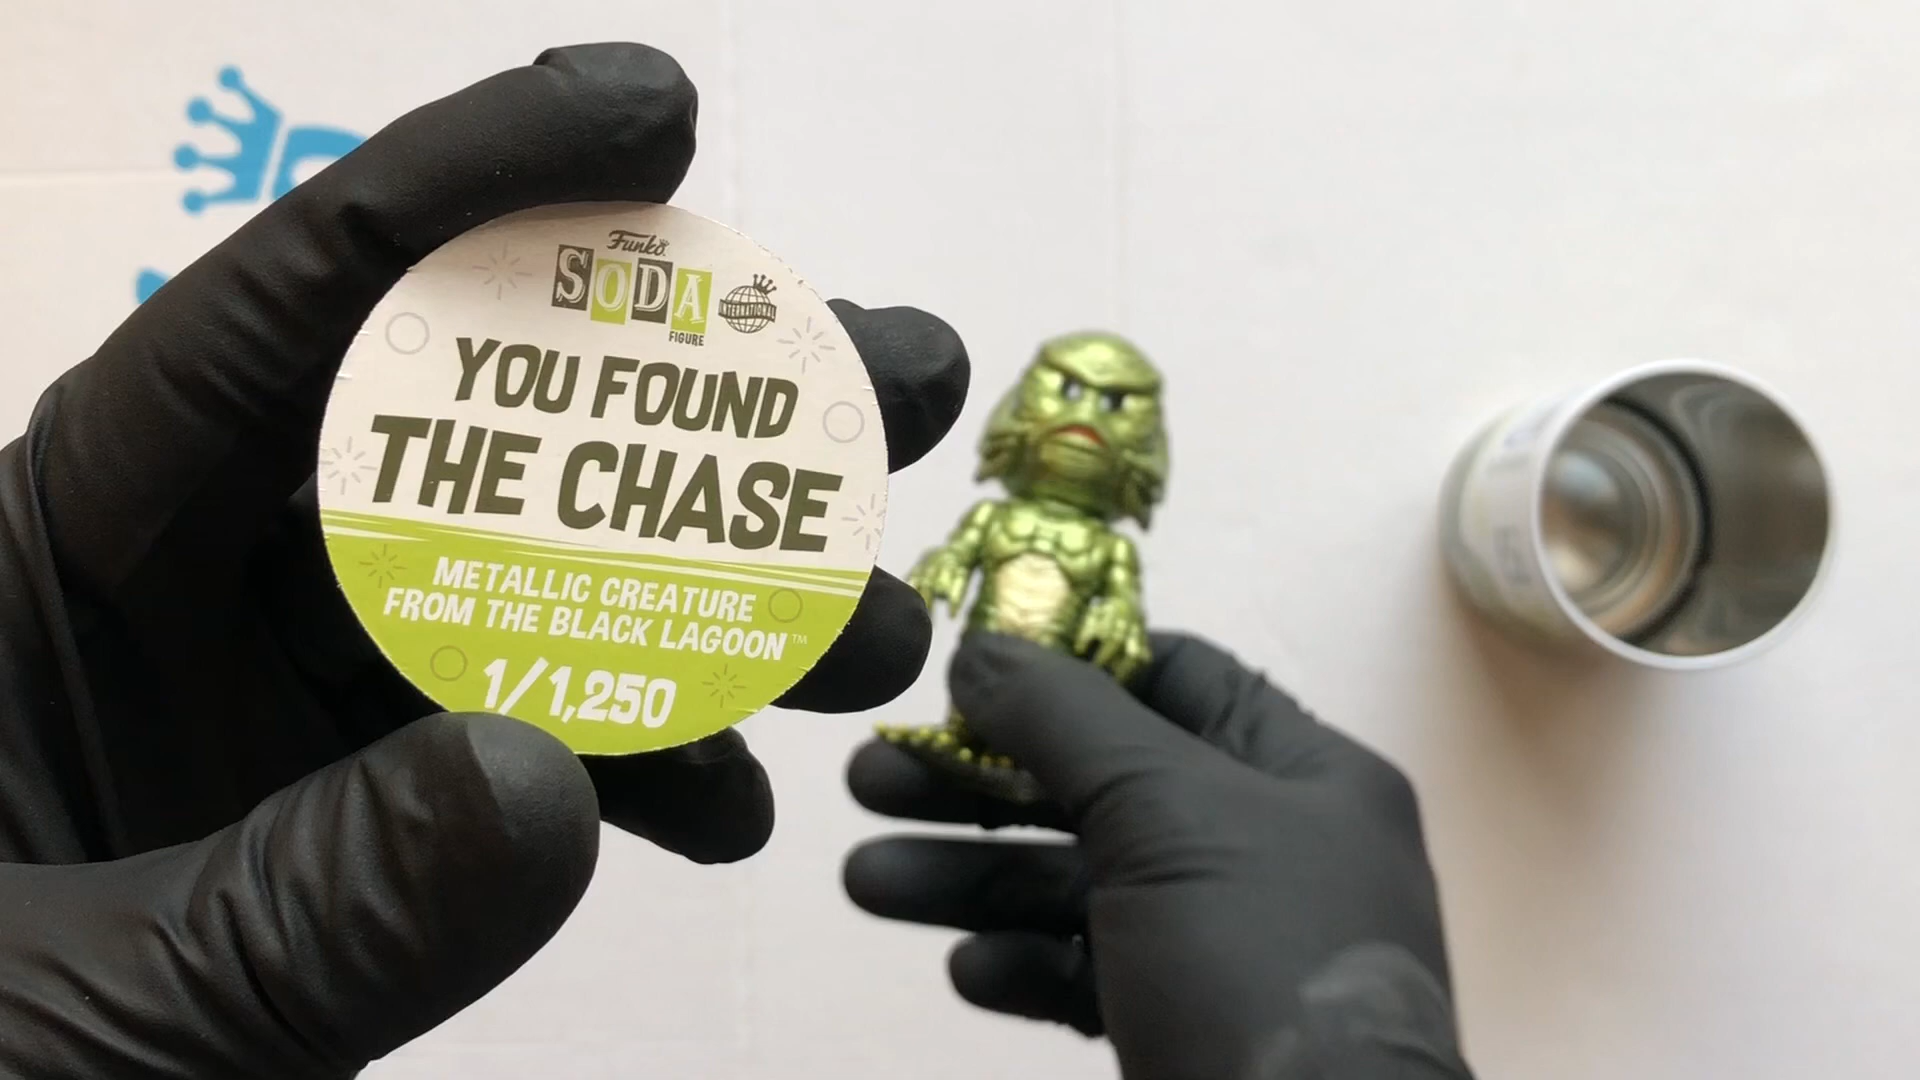 Funko
SODA
FIGURE
INTERNATIONAL
YOU FOUND
THE CHASE
METALLIC CREATURE
FROM THE BLACK LAGOON™
1/1,250